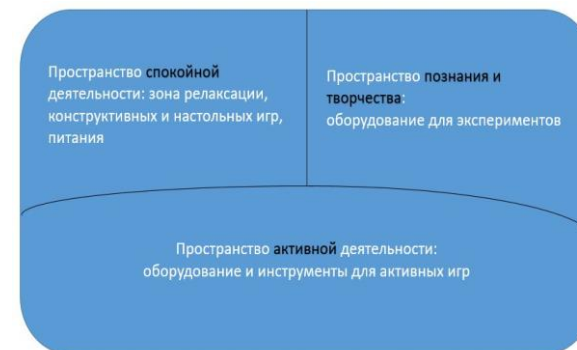 Пространство спокойной
деятельности: зона релаксации,
конструктивных и настольных игр,
питания
Пространство познания и
творчества:
оборудование для экспериментов
Пространство активной деятельности:
оборудование и инструменты для активных игр